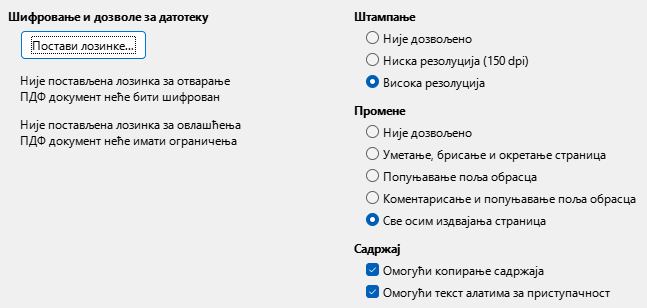 Шифровање и дозволе за датотеку
Постави лозинке...
Није постављена лозинка за отварање
ПДФ документ неће бити шифрован
Није постављена лозинка за овлашћења
ПДФ документ неће имати ограничења
Штампање
Није дозвољено
Ниска резолуција (150 dpi)
Висока резолуција
Промене
Није дозвољено
Уметање, брисање и окретање страница
Попуњавање поља обрасца
Коментарисање и попуњавање поља обрасца
Све осим издвајања страница
Садржај
Омогући копирање садржаја
Омогући текст алатима за приступачност